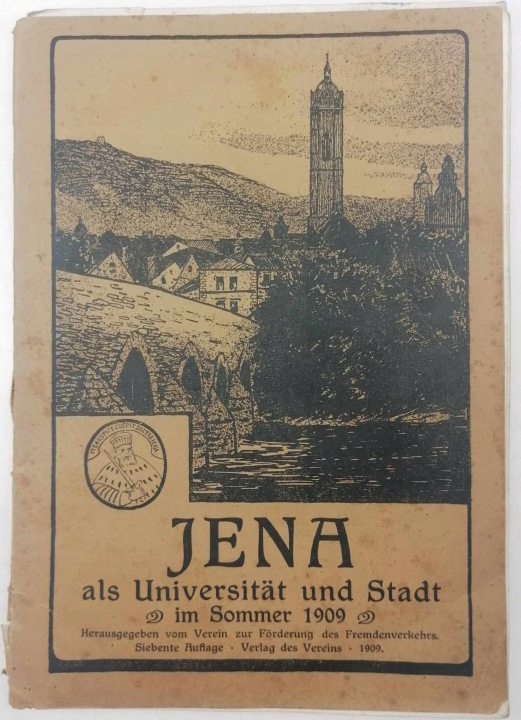 JENA
als Universität und Stadt
im Sommer 1909
Herausgegeben vom Verein zur Förderung des Fremdenverkehrs.
Siebente Auflage · Verlag des Vereins · 1909.